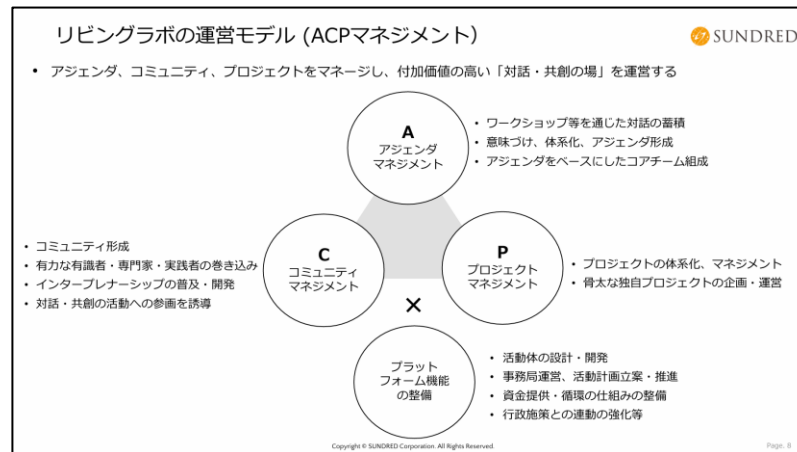 リビングラボの運営モデル (ACPマネジメント）
SUNDRED
• アジェンダ、コミュニティ、プロジェクトをマネージし、付加価値の高い「対話・共創の場」を運営する
A
アジェンダ
マネジメント
• ワークショップ等を通じた対話の蓄積
• 意味づけ、体系化、アジェンダ形成
• アジェンダをベースにしたコアチーム組成
• コミュニティ形成
• 有力な有識者・専門家・実践者の巻き込み
• インタープレナーシップの普及・開発
• 対話・共創の活動への参画を誘導
C
コミュニティ
マネジメント
P
プロジェクト
マネジメント
• プロジェクトの体系化、マネジメント
• 骨太な独自プロジェクトの企画・運営
×
プラット
フォーム機能
の整備
• 活動体の設計・開発
• 事務局運営、活動計画立案・推進
• 資金提供・循環の仕組みの整備
• 行政施策との連動の強化等
Copyright © SUNDRED Corporation. All Rights Reserved.
Page. 8